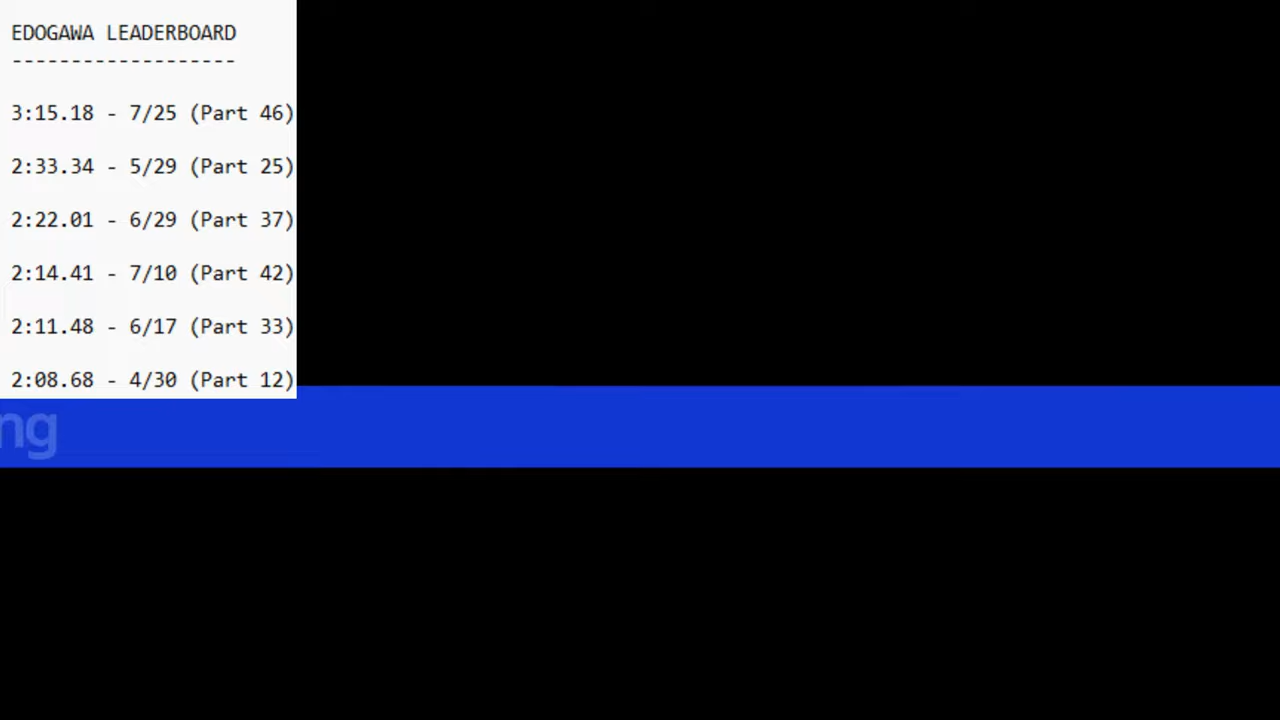 EDOGAWA LEADERBOARD
-------------------
3:15.18 - 7/25 (Part 46)
2:33.34 - 5/29 (Part 25)
2:22.01 - 6/29 (Part 37)
2:14.41 - 7/10 (Part 42)
2:11.48 - 6/17 (Part 33)
2:08.68 - 4/30 (Part 12)
ng